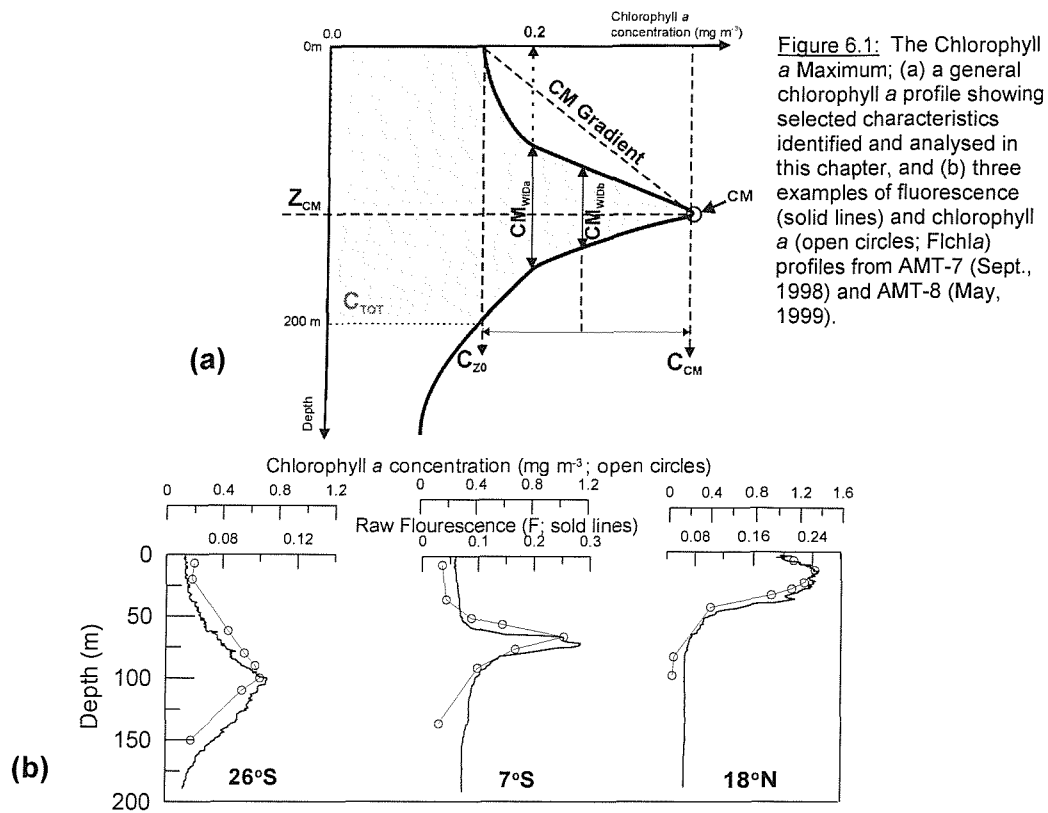 Chlorophyll a
concentration (mg m⁻³)
0.0
0.2
0m
CM Gradient
Z_CM
CM_WIDa
CM_WIDb
CM
C_TOT
200 m
C_Z0
C_CM
Depth
(a)
Figure 6.1: The Chlorophyll
a Maximum; (a) a general
chlorophyll a profile showing
selected characteristics
identified and analysed in
this chapter, and (b) three
examples of fluorescence
(solid lines) and chlorophyll
a (open circles; Flchla)
profiles from AMT-7 (Sept.,
1998) and AMT-8 (May,
1999).
Chlorophyll a concentration (mg m⁻³; open circles)
0 0.4 0.8 1.2
0 0.4 0.8 1.2
0 0.4 0.8 1.2 1.6
Raw Flourescence (F; sold lines)
0.08 0.12
0 0.1 0.2 0.3
0.08 0.16 0.24
0
50
100
150
200
Depth (m)
26°S
7°S
18°N
(b)